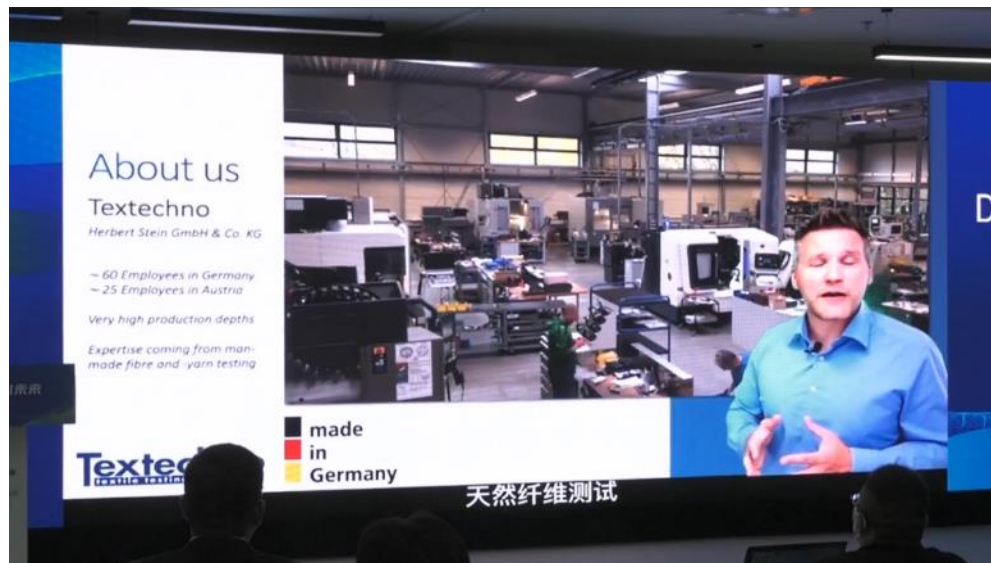 About us
Textechno
Herbert Stein GmbH & Co. KG
~ 60 Employees in Germany
~ 25 Employees in Austria
Very high production depths
Expertise coming from man-
made fibre and -yarn testing
made
in
Germany
天然纤维测试
D
未来